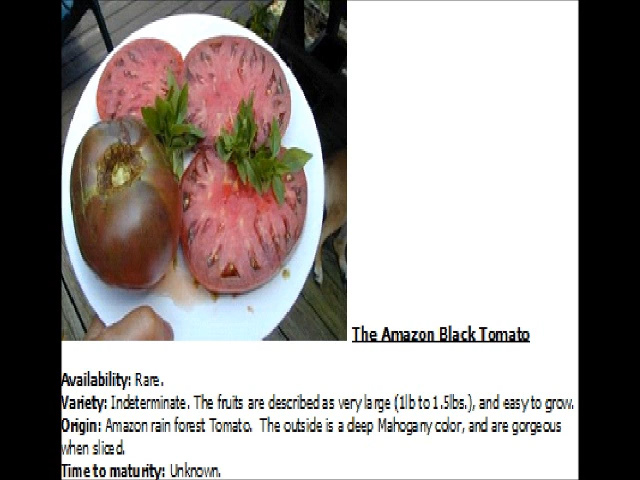 The Amazon Black Tomato
Availability: Rare.
Variety: Indeterminate. The fruits are described as very large (1lb to 1.5lbs.), and easy to grow.
Origin: Amazon rain forest Tomato. The outside is a deep Mahogany color, and are gorgeous
when sliced.
Time to maturity: Unknown.